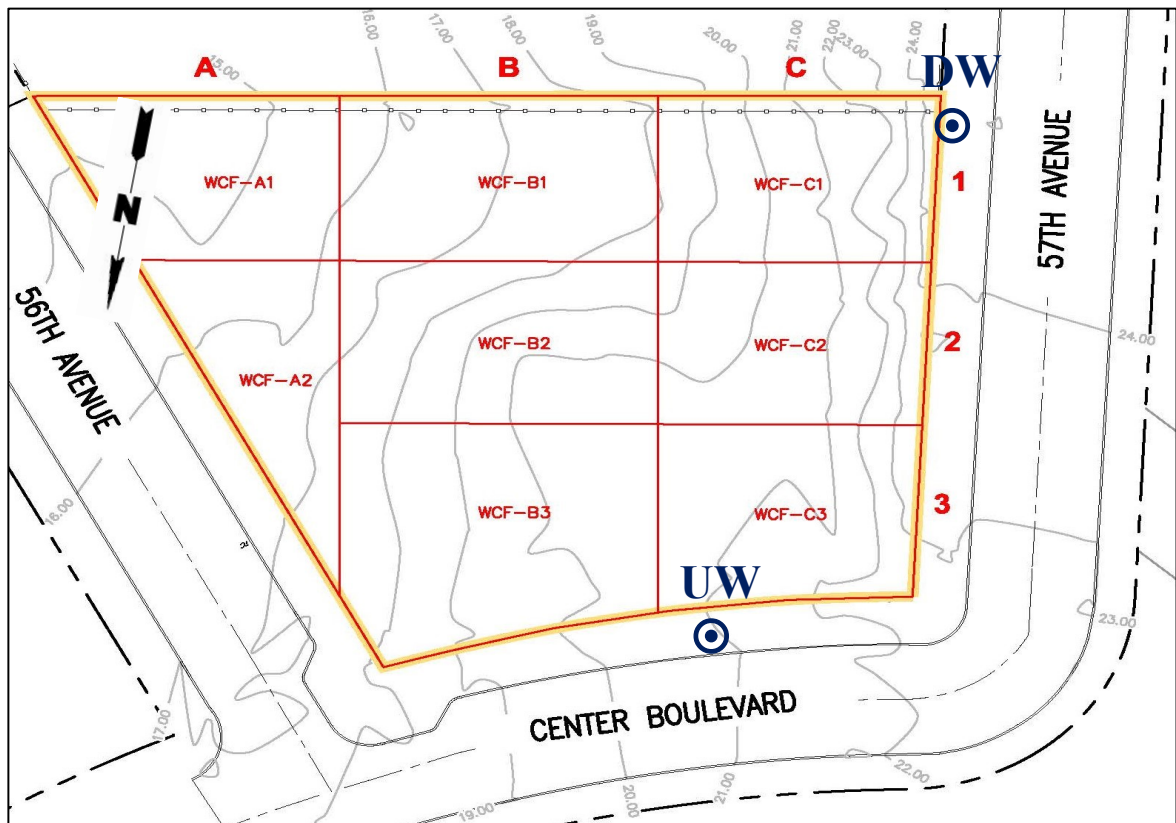 16.00
17.00
18.00
19.00
20.00
21.00
22.00
23.00
24.00
A
B
C
15.00
DW
WCF-A1
WCF-B1
WCF-C1
1
57TH AVENUE
N
56TH AVENUE
WCF-B2
WCF-C2
2
24.00
WCF-A2
16.00
WCF-B3
WCF-C3
3
UW
23.00
CENTER BOULEVARD
17.00
22.00
21.00
20.00
19.00